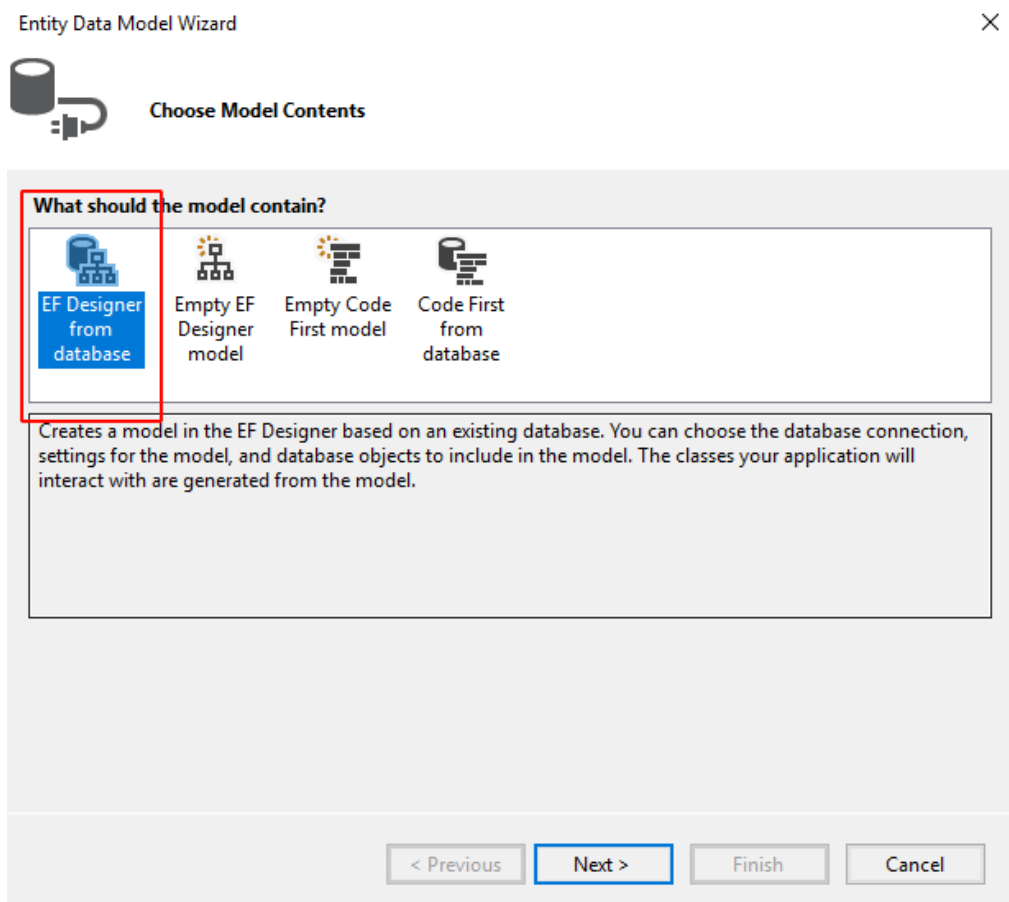 Entity Data Model Wizard
Choose Model Contents
What should the model contain?
EF Designer
from
database
Empty EF
Designer
model
Empty Code
First model
Code First
from
database
Creates a model in the EF Designer based on an existing database. You can choose the database connection,
settings for the model, and database objects to include in the model. The classes your application will
interact with are generated from the model.
< Previous
Next >
Finish
Cancel